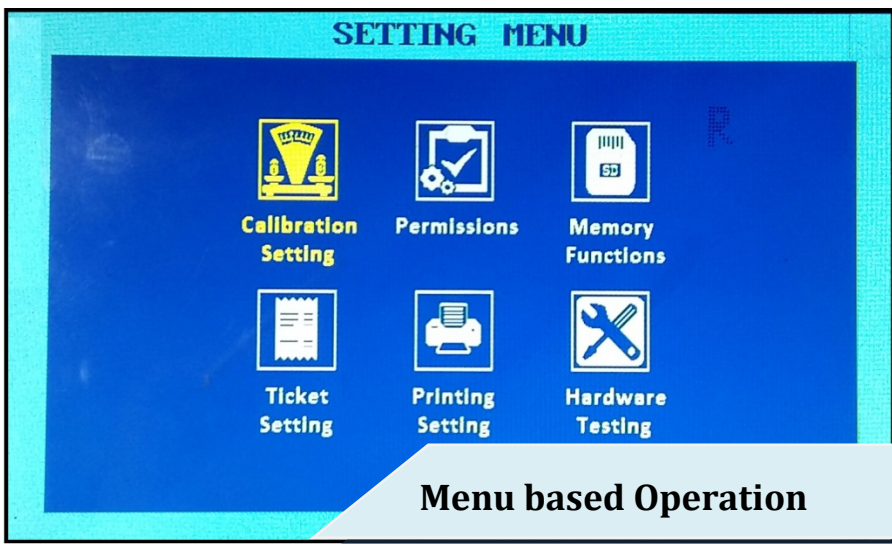 SETTING MENU
R
SD
Calibration Permissions Memory
Setting Functions
Ticket Printing Hardware
Setting Setting Testing
Menu based Operation